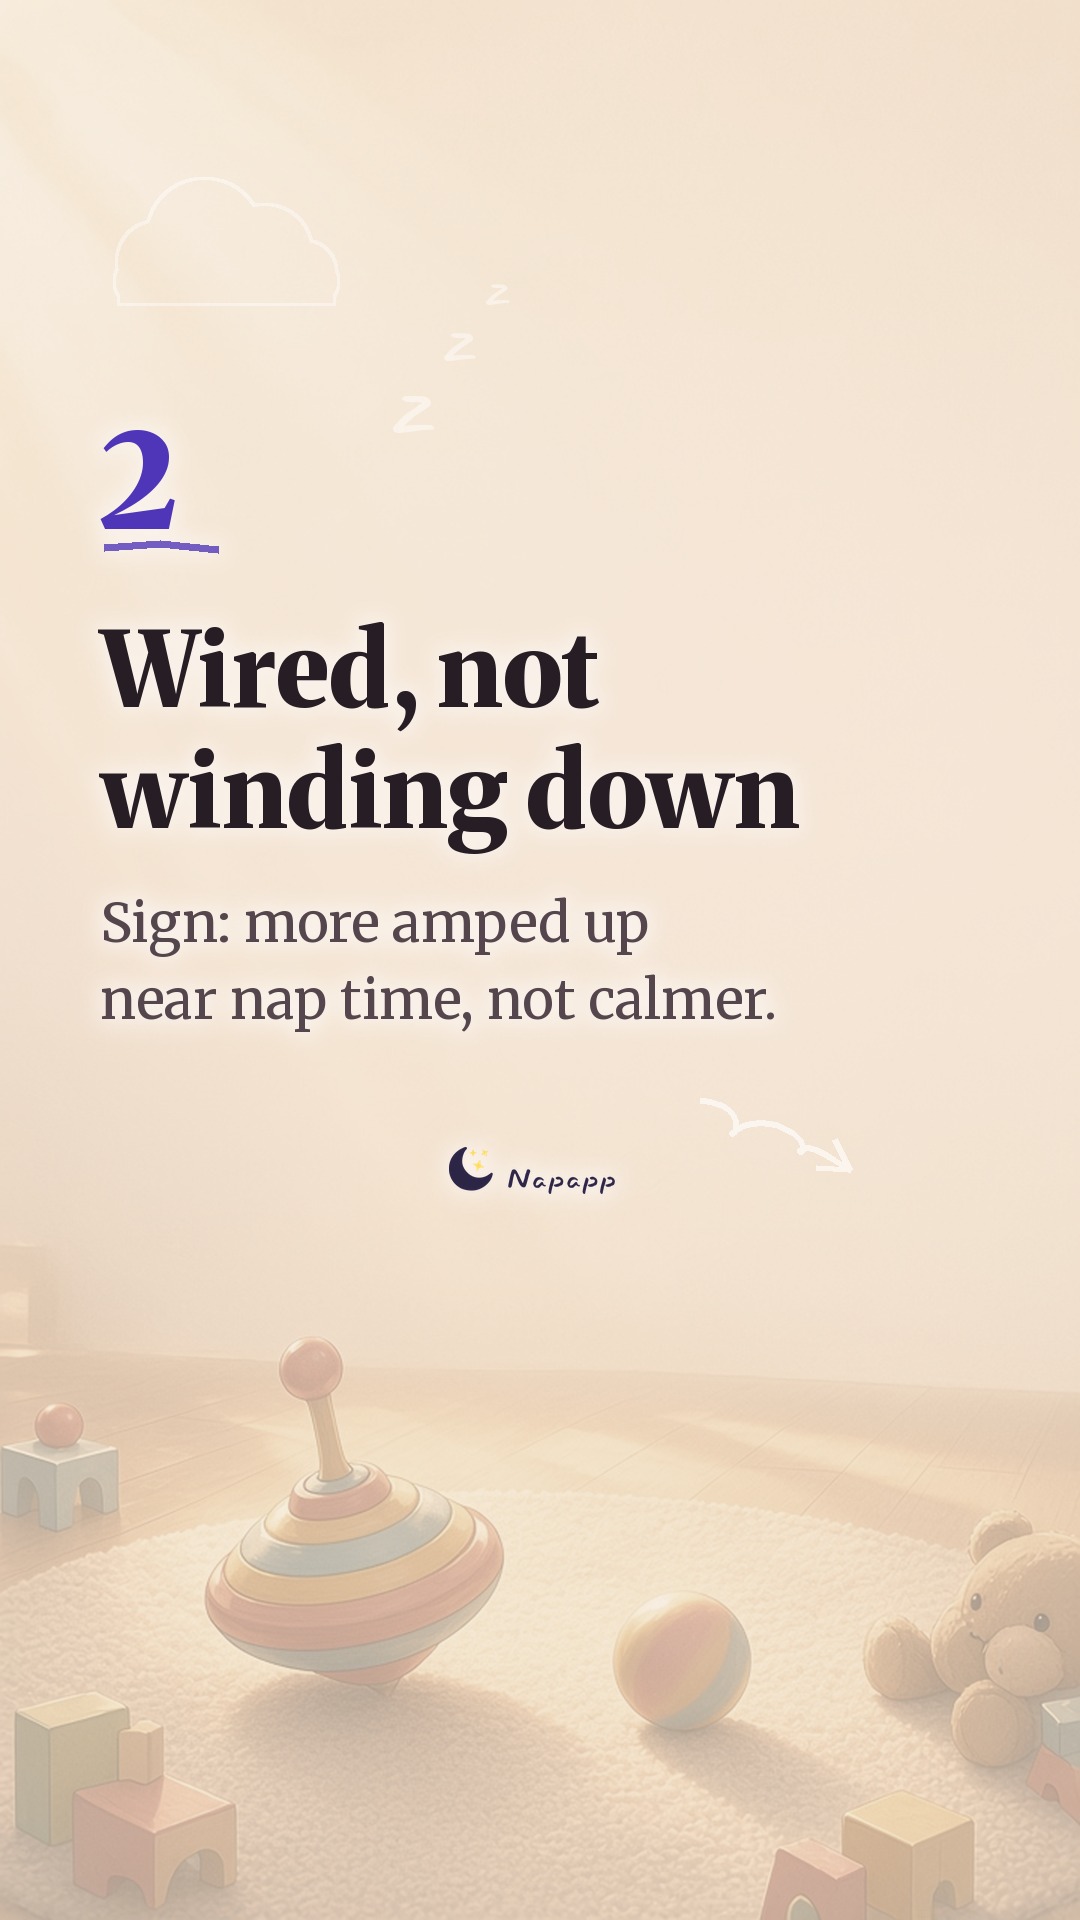 z
z
z
2
Wired, not
winding down
Sign: more amped up
near nap time, not calmer.
Napapp